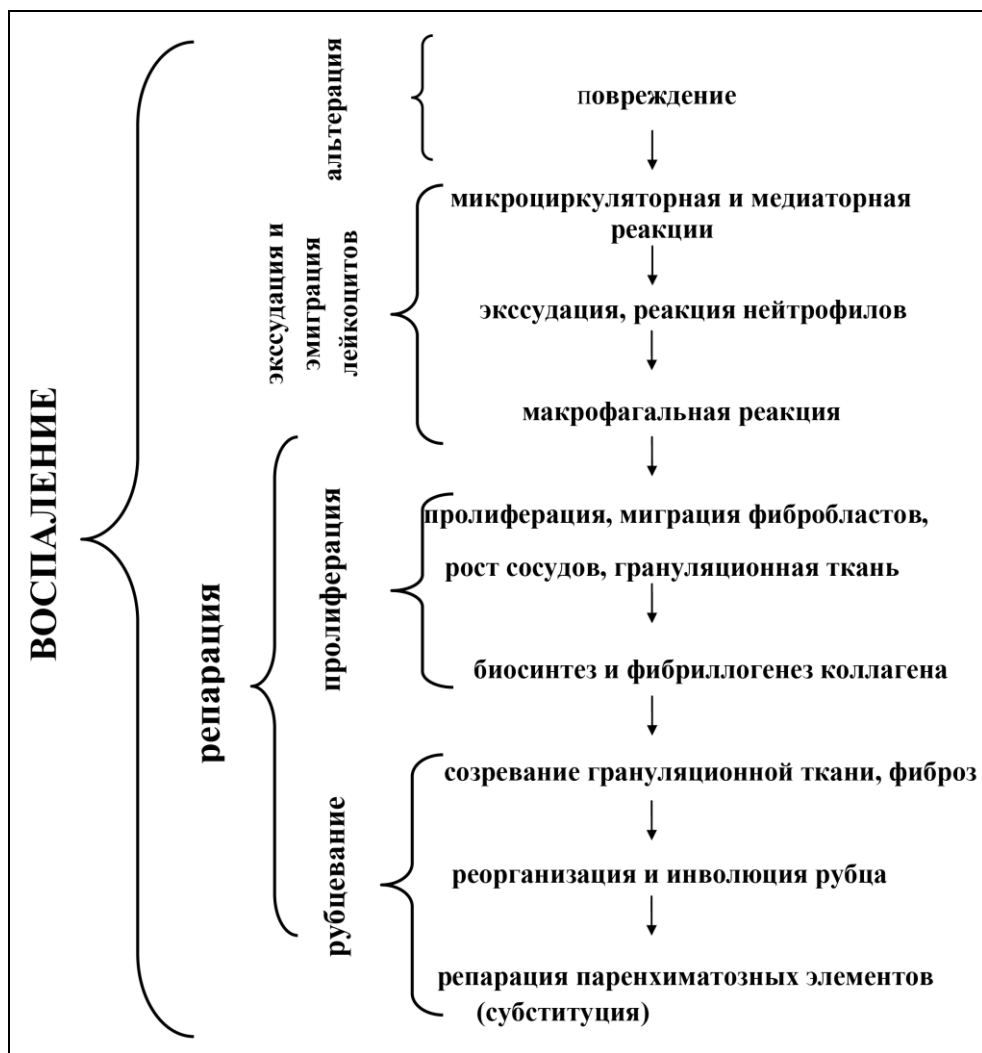 ВОСПАЛЕНИЕ
альтерация
повреждение
экссудация и
эмиграция
лейкоцитов
микроциркуляторная и медиаторная
реакции
экссудация, реакция нейтрофилов
макрофагальная реакция
репарация
пролиферация
пролиферация, миграция фибробластов,
рост сосудов, грануляционная ткань
биосинтез и фибриллогенез коллагена
рубцевание
созревание грануляционной ткани, фиброз
реорганизация и инволюция рубца
репарация паренхиматозных элементов
(субституция)